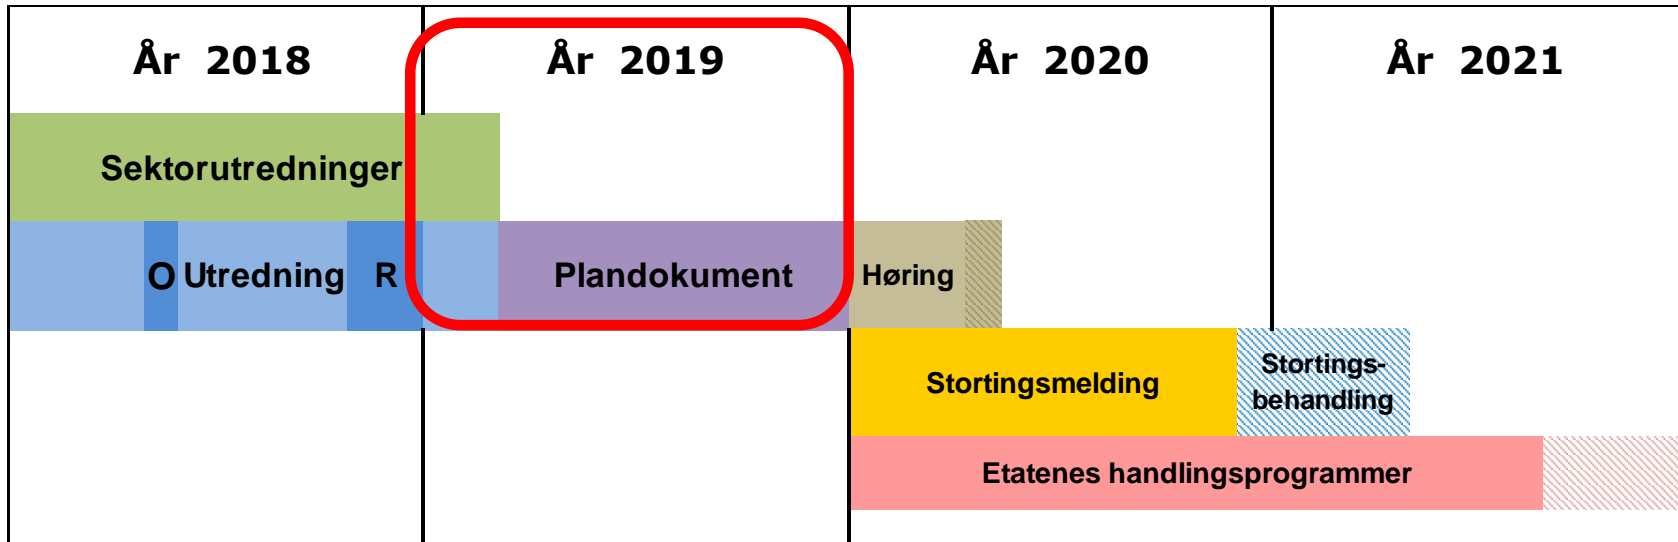 År 2018
År 2019
År 2020
År 2021
Sektorutredninger
O
Utredning
R
Plandokument
Høring
Stortingsmelding
Stortings-
behandling
Etatenes handlingsprogrammer